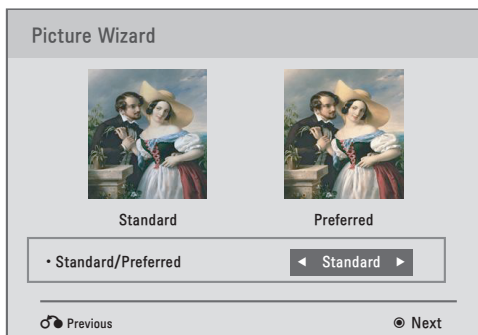 Picture Wizard
Standard Preferred
• Standard/Preferred ◄ Standard ►
Previous ◉ Next